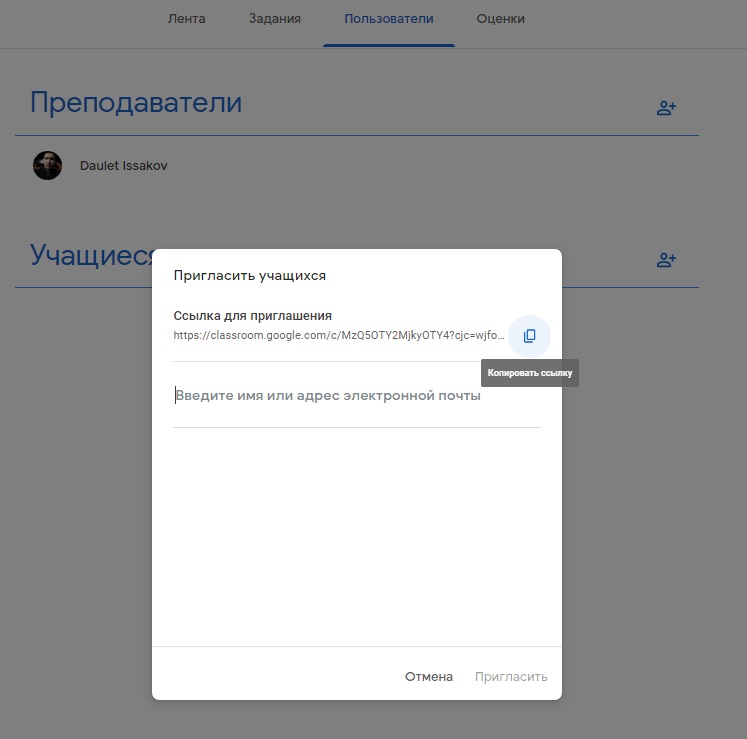 Лента Задания Пользователи Оценки
Преподаватели
Daulet Issakov
Учащиеся
Пригласить учащихся
Ссылка для приглашения
https://classroom.google.com/c/MzQ5OTY2MjkyOTY4?cjc=wjfo...
Копировать ссылку
Введите имя или адрес электронной почты
Отмена Пригласить